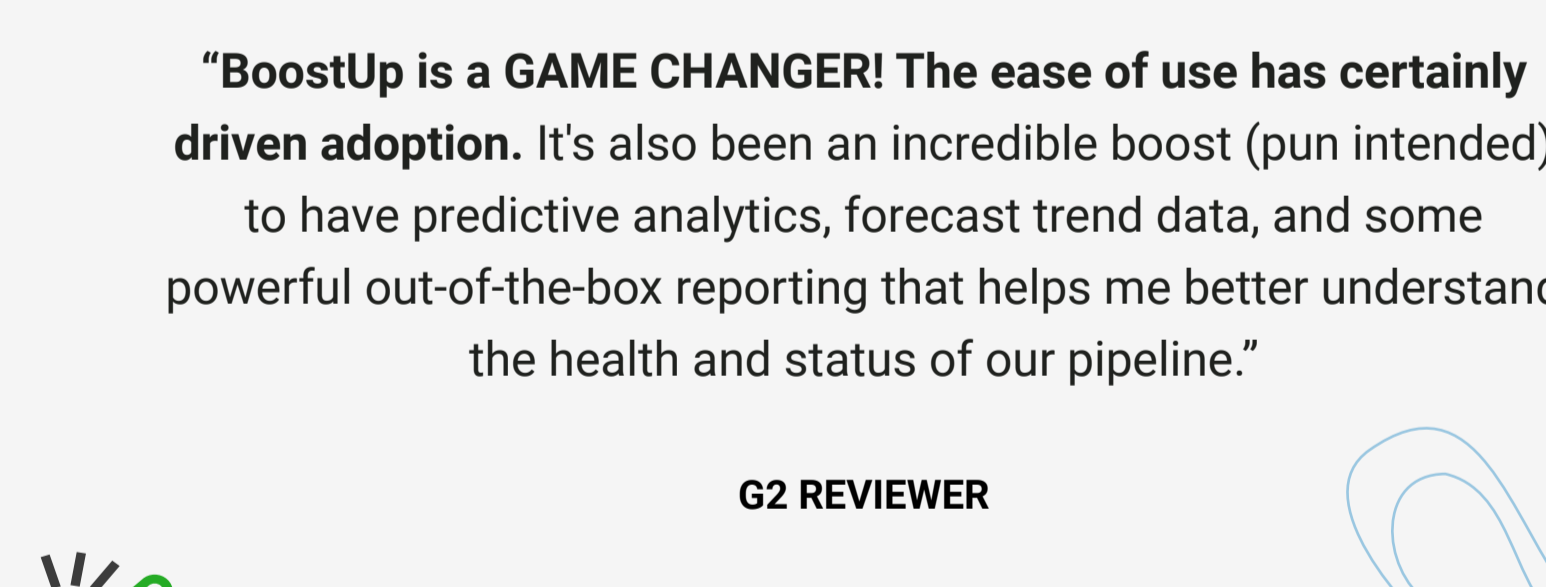 “BoostUp is a GAME CHANGER! The ease of use has certainly
driven adoption. It's also been an incredible boost (pun intended)
to have predictive analytics, forecast trend data, and some
powerful out-of-the-box reporting that helps me better understand
the health and status of our pipeline.”
G2 REVIEWER